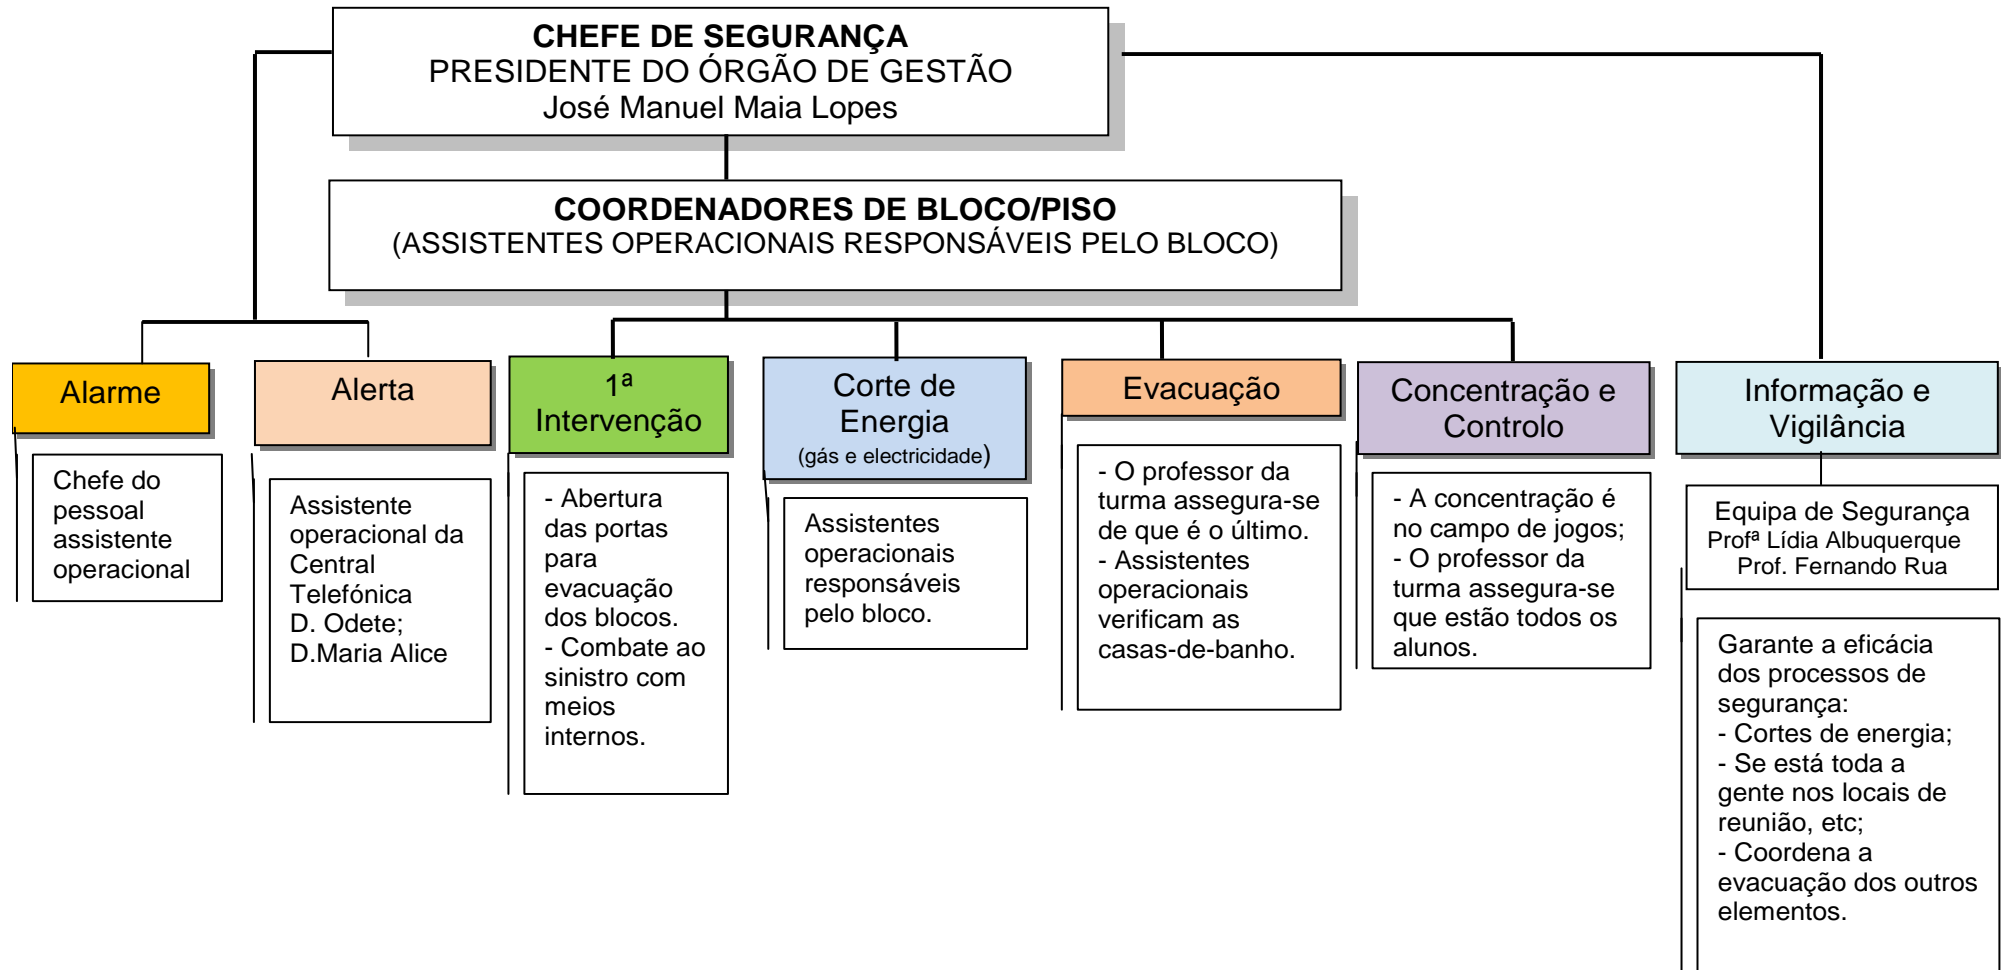 CHEFE DE SEGURANÇA
PRESIDENTE DO ÓRGÃO DE GESTÃO
José Manuel Maia Lopes
COORDENADORES DE BLOCO/PISO
(ASSISTENTES OPERACIONAIS RESPONSÁVEIS PELO BLOCO)
Alarme
Chefe do
pessoal
assistente
operacional
Alerta
Assistente
operacional da
Central
Telefónica
D. Odete;
D.Maria Alice
1ª
Intervenção
- Abertura
das portas
para
evacuação
dos blocos.
- Combate ao
sinistro com
meios
internos.
Corte de
Energia
(gás e electricidade)
Assistentes
operacionais
responsáveis
pelo bloco.
Evacuação
- O professor da
turma assegura-se
de que é o último.
- Assistentes
operacionais
verificam as
casas-de-banho.
Concentração e
Controlo
- A concentração é
no campo de jogos;
- O professor da
turma assegura-se
que estão todos os
alunos.
Informação e
Vigilância
Equipa de Segurança
Profª Lídia Albuquerque
Prof. Fernando Rua
Garante a eficácia
dos processos de
segurança:
- Cortes de energia;
- Se está toda a
gente nos locais de
reunião, etc;
- Coordena a
evacuação dos outros
elementos.